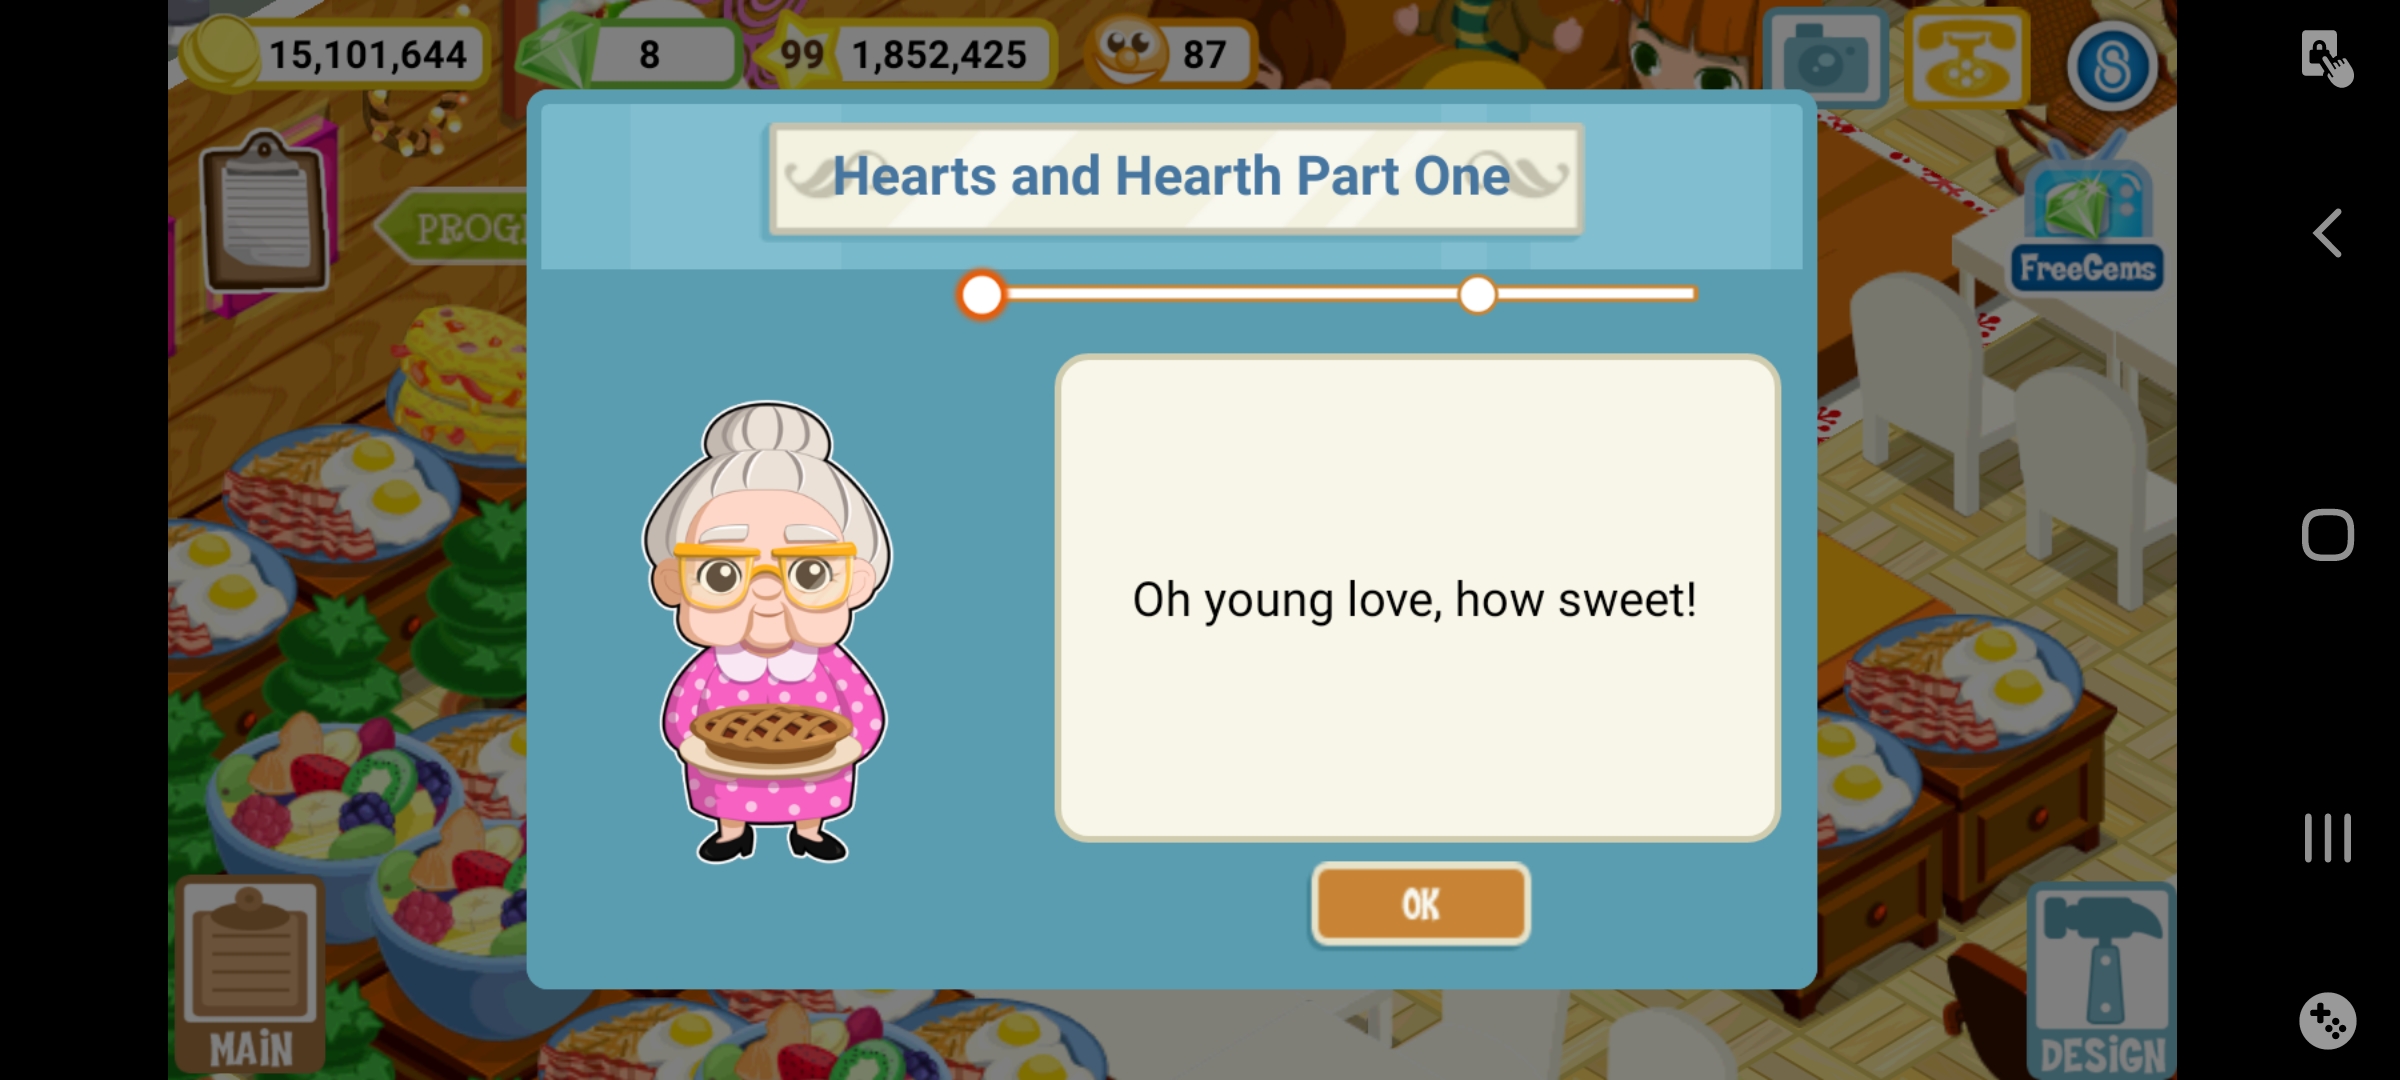 15,101,644
8
99 1,852,425
87
Hearts and Hearth Part One
PROG
FreeGems
Oh young love, how sweet!
OK
MAiN
DESiGN